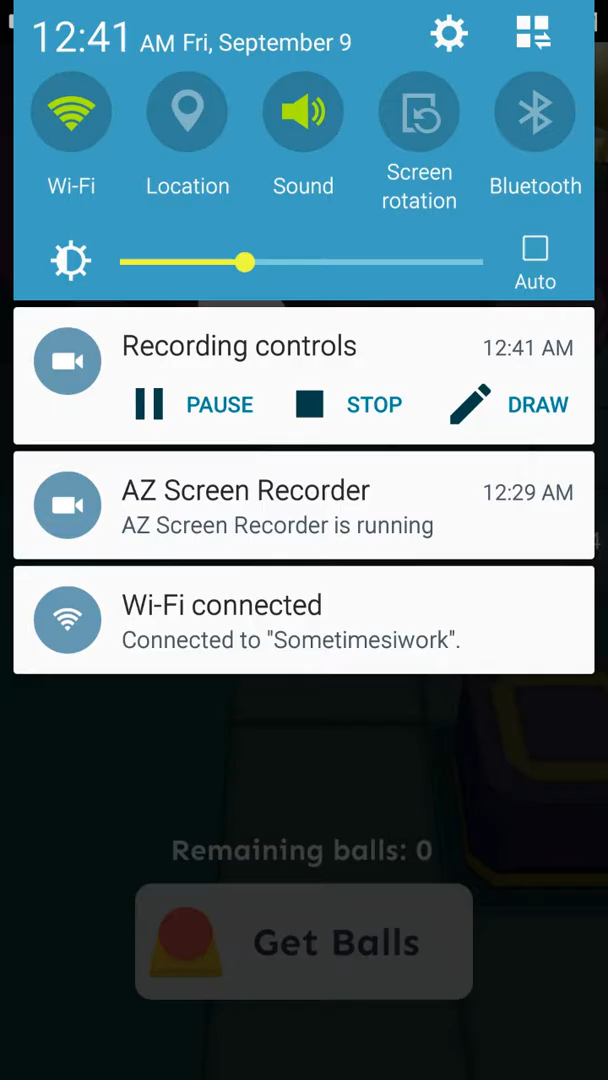 12:41 AM Fri, September 9
Wi-Fi
Location
Sound
Screen
rotation
Bluetooth
Auto
Recording controls
12:41 AM
PAUSE
STOP
DRAW
AZ Screen Recorder
12:29 AM
AZ Screen Recorder is running
Wi-Fi connected
Connected to "Sometimesiwork".
Remaining balls: 0
Get Balls